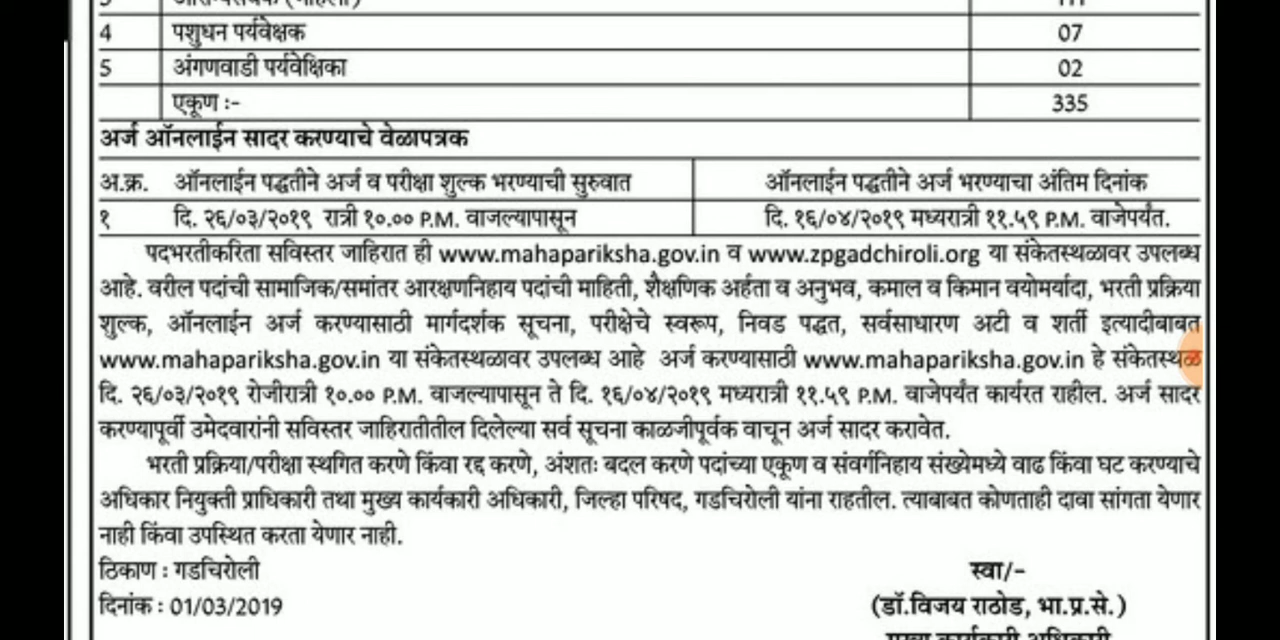 4 पशुधन पर्यवेक्षक 07
5 अंगणवाडी पर्यवेक्षिका 02
एकूण :- 335
अर्ज ऑनलाईन सादर करण्याचे वेळापत्रक
अ.क्र. ऑनलाईन पद्धतीने अर्ज व परीक्षा शुल्क भरण्याची सुरुवात ऑनलाईन पद्धतीने अर्ज भरण्याचा अंतिम दिनांक
१ दि. २६/०३/२०१९ रात्री १०.०० P.M. वाजल्यापासून दि. १६/०४/२०१९ मध्यरात्री ११.५९ P.M. वाजेपर्यंत.
पदभरतीकरिता सविस्तर जाहिरात ही www.mahapariksha.gov.in व www.zpgadchiroli.org या संकेतस्थळावर उपलब्ध
आहे. वरील पदांची सामाजिक/समांतर आरक्षणनिहाय पदांची माहिती, शैक्षणिक अर्हता व अनुभव, कमाल व किमान वयोमर्यादा, भरती प्रक्रिया
शुल्क, ऑनलाईन अर्ज करण्यासाठी मार्गदर्शक सूचना, परीक्षेचे स्वरूप, निवड पद्धत, सर्वसाधारण अटी व शर्ती इत्यादीबाबत
www.mahapariksha.gov.in या संकेतस्थळावर उपलब्ध आहे अर्ज करण्यासाठी www.mahapariksha.gov.in हे संकेतस्थळ
दि. २६/०३/२०१९ रोजीरात्री १०.०० P.M. वाजल्यापासून ते दि. १६/०४/२०१९ मध्यरात्री ११.५९ P.M. वाजेपर्यंत कार्यरत राहील. अर्ज सादर
करण्यापूर्वी उमेदवारांनी सविस्तर जाहिरातीतील दिलेल्या सर्व सूचना काळजीपूर्वक वाचून अर्ज सादर करावेत.
भरती प्रक्रिया/परीक्षा स्थगित करणे किंवा रद्द करणे, अंशतः बदल करणे पदांच्या एकूण व संवर्गनिहाय संख्येमध्ये वाढ किंवा घट करण्याचे
अधिकार नियुक्ती प्राधिकारी तथा मुख्य कार्यकारी अधिकारी, जिल्हा परिषद, गडचिरोली यांना राहतील. त्याबाबत कोणताही दावा सांगता येणार
नाही किंवा उपस्थित करता येणार नाही.
ठिकाण : गडचिरोली स्वा/-
दिनांक : 01/03/2019 (डॉ.विजय राठोड, भा.प्र.से.)